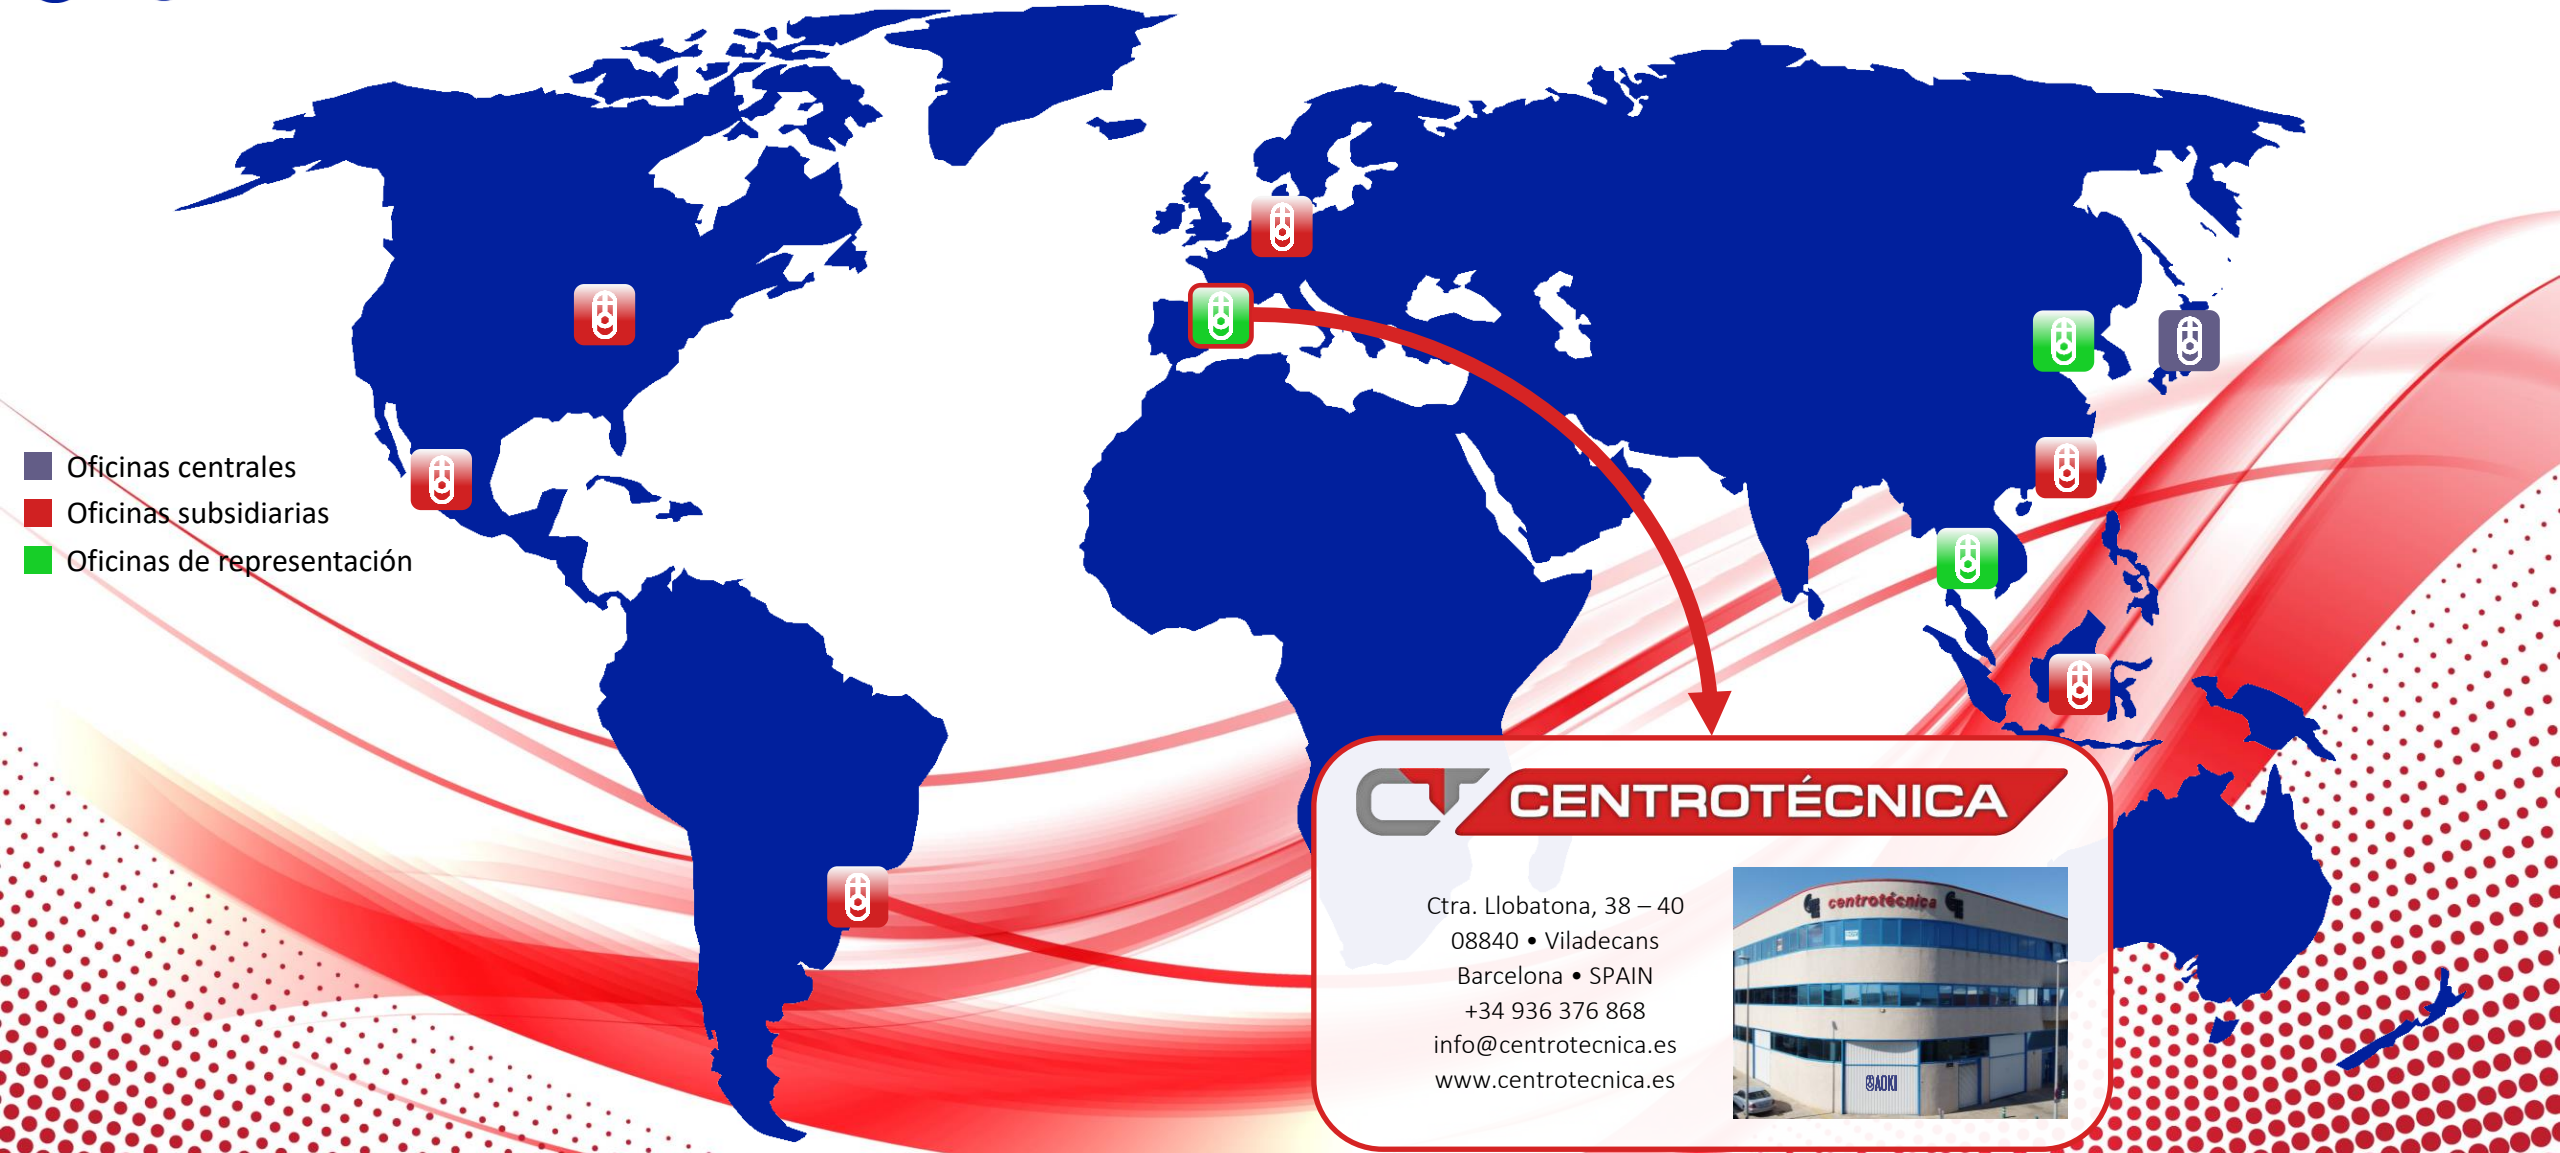 Oficinas centrales
Oficinas subsidiarias
Oficinas de representación
CT CENTROTÉCNICA
Ctra. Llobatona, 38 – 40
08840 • Viladecans
Barcelona • SPAIN
+34 936 376 868
info@centrotecnica.es
www.centrotecnica.es
centrotécnica
AOKI